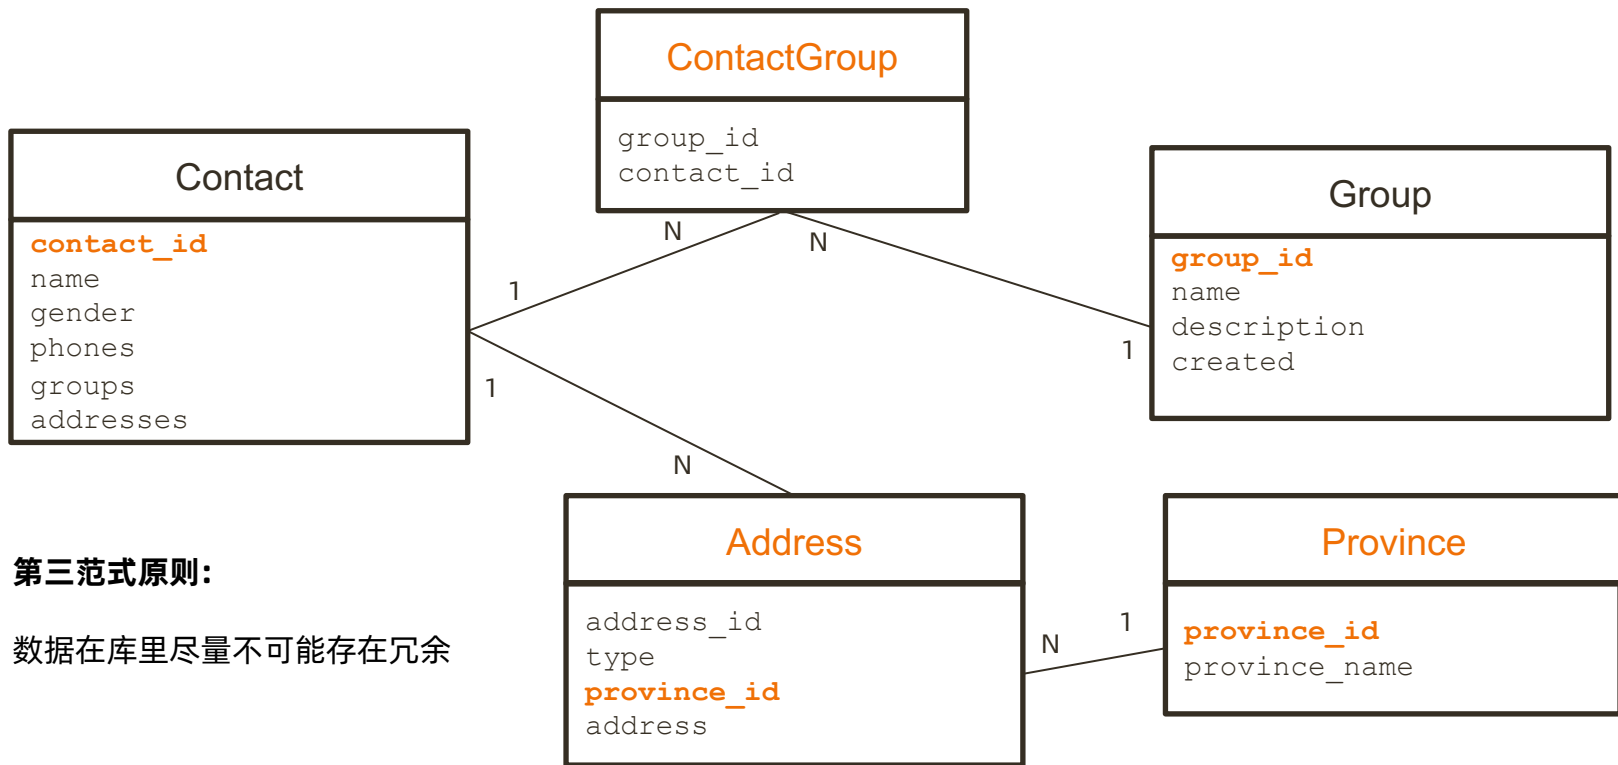 ContactGroup
group_id
contact_id
Contact
contact_id
name
gender
phones
groups
addresses
Group
group_id
name
description
created
N
N
1
1
1
N
Address
address_id
type
province_id
address
N
1
Province
province_id
province_name
第三范式原则:
数据在库里尽量不可能存在冗余